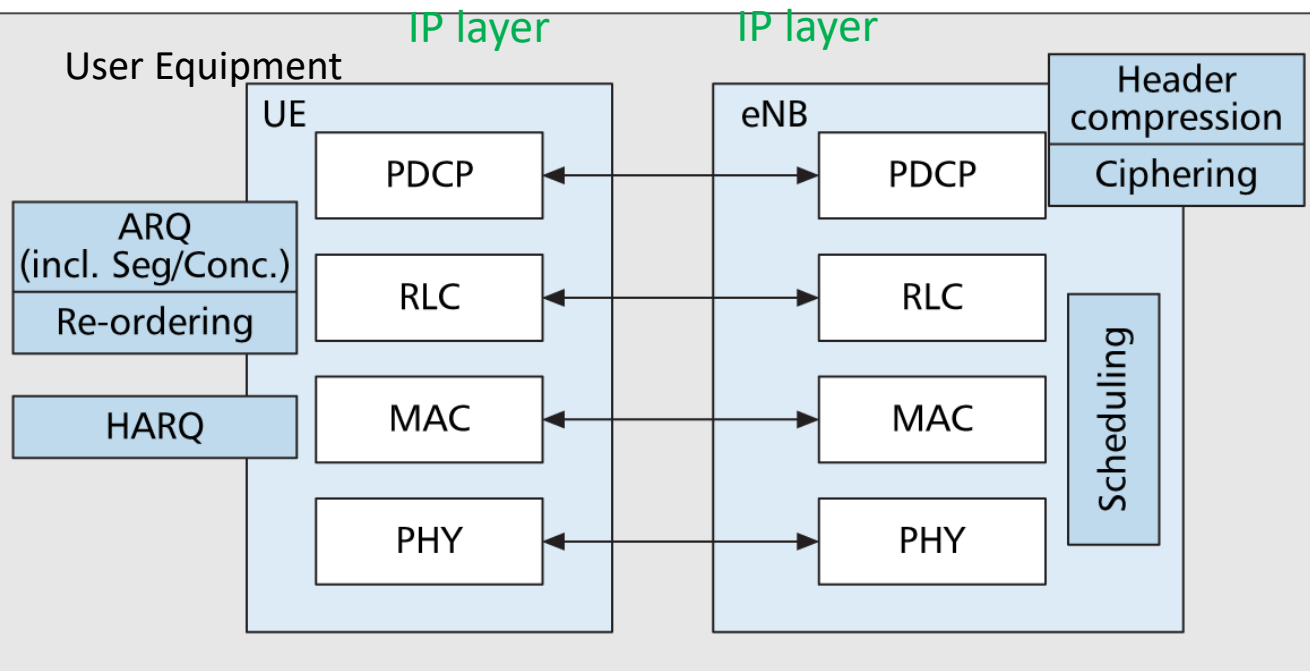 IP layer
IP layer
User Equipment
UE
eNB
Header
compression
Ciphering
PDCP
PDCP
ARQ
(incl. Seg/Conc.)
Re-ordering
RLC
RLC
HARQ
MAC
MAC
Scheduling
PHY
PHY